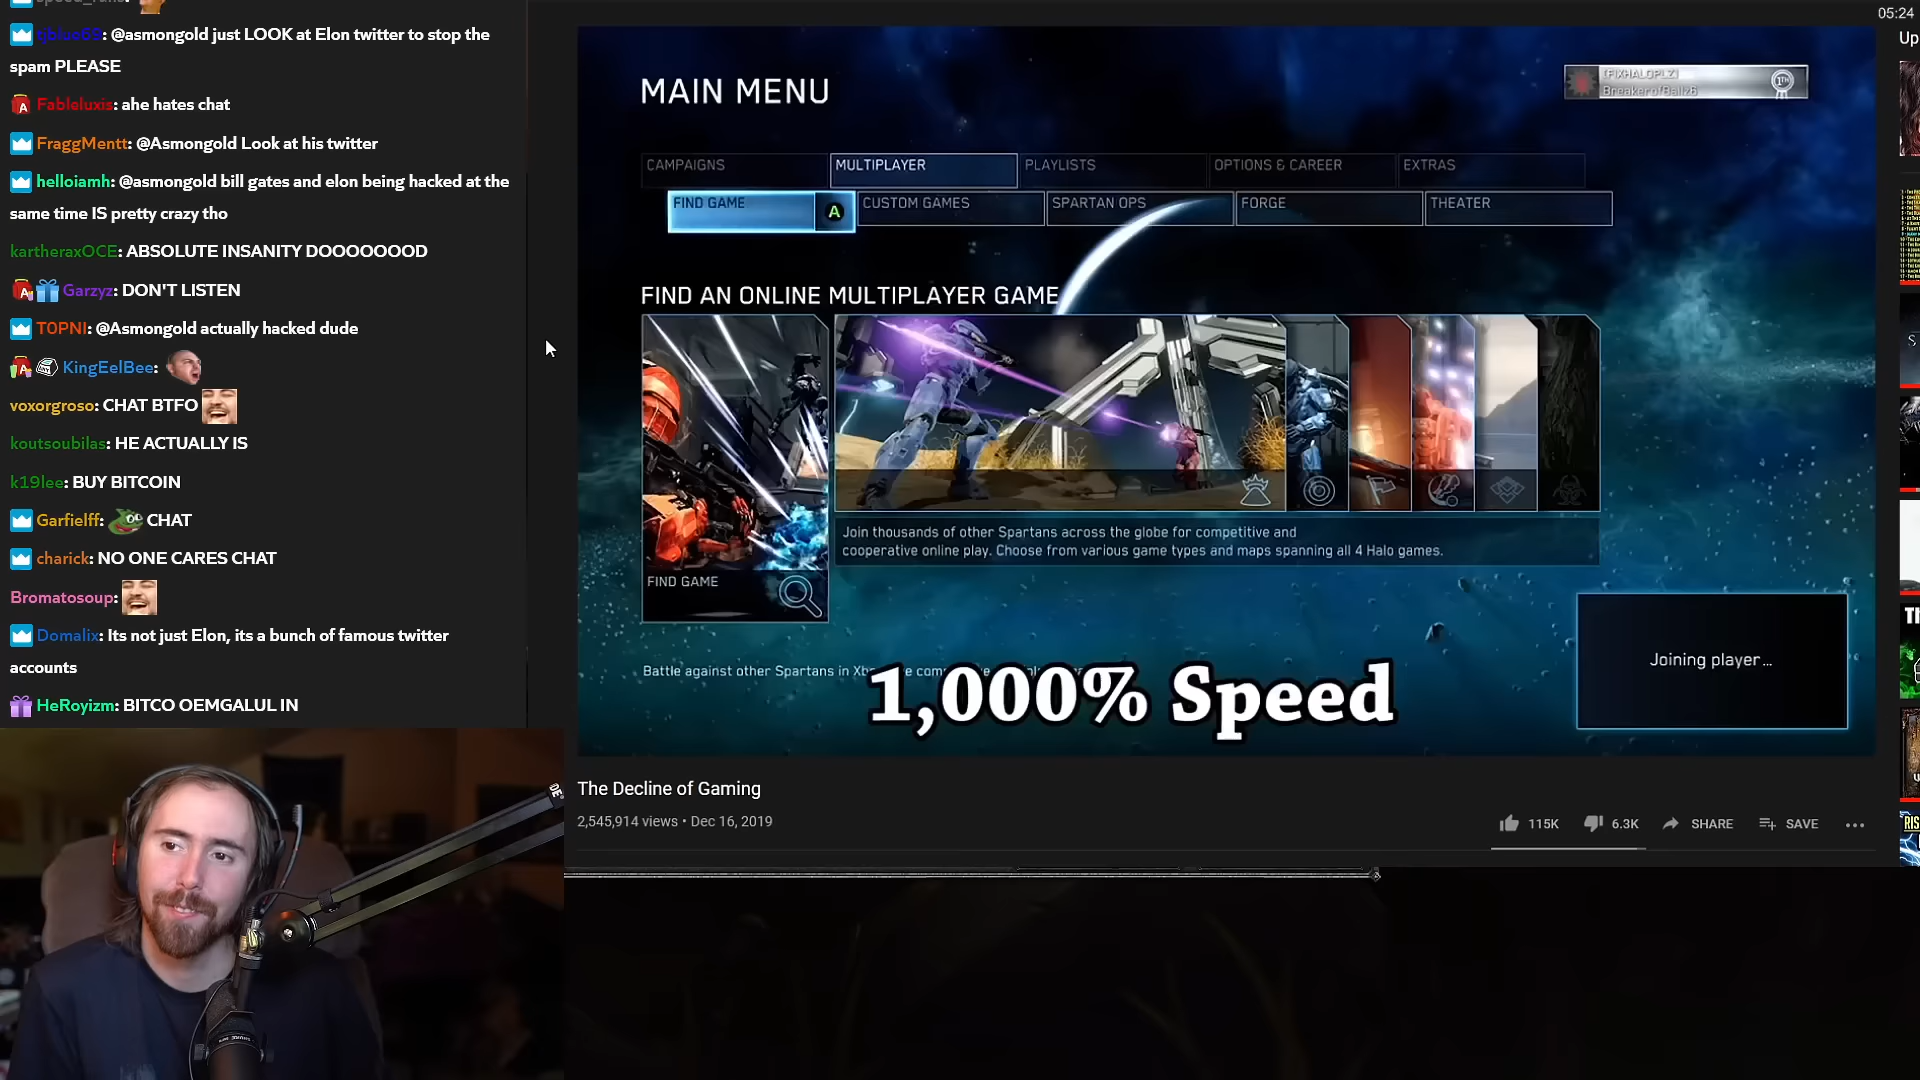 tjbluo69: @asmongold just LOOK at Elon twitter to stop the
spam PLEASE
Fableluxis: ahe hates chat
FraggMentt: @Asmongold Look at his twitter
helloiamh: @asmongold bill gates and elon being hacked at the
same time IS pretty crazy tho
kartheraxOCE: ABSOLUTE INSANITY DOOOOOOOD
Garzyz: DON'T LISTEN
T0PNI: @Asmongold actually hacked dude
KingEelBee:
voxorgroso: CHAT BTFO
koutsoubilas: HE ACTUALLY IS
k19lee: BUY BITCOIN
Garfielff: CHAT
charick: NO ONE CARES CHAT
Bromatosoup:
Domalix: Its not just Elon, its a bunch of famous twitter
accounts
HeRoyizm: BITCO OEMGALUL IN
05:24
Up
MAIN MENU
[FIXHALOPLZ]
BreakerofBallz6
1TH
CAMPAIGNS MULTIPLAYER PLAYLISTS OPTIONS & CAREER EXTRAS
FIND GAME A CUSTOM GAMES SPARTAN OPS FORGE THEATER
FIND AN ONLINE MULTIPLAYER GAME
Join thousands of other Spartans across the globe for competitive and
cooperative online play. Choose from various game types and maps spanning all 4 Halo games.
FIND GAME
Battle against other Spartans in
1,000% Speed
Joining player...
The Decline of Gaming
2,545,914 views • Dec 16, 2019
115K 6.3K SHARE SAVE